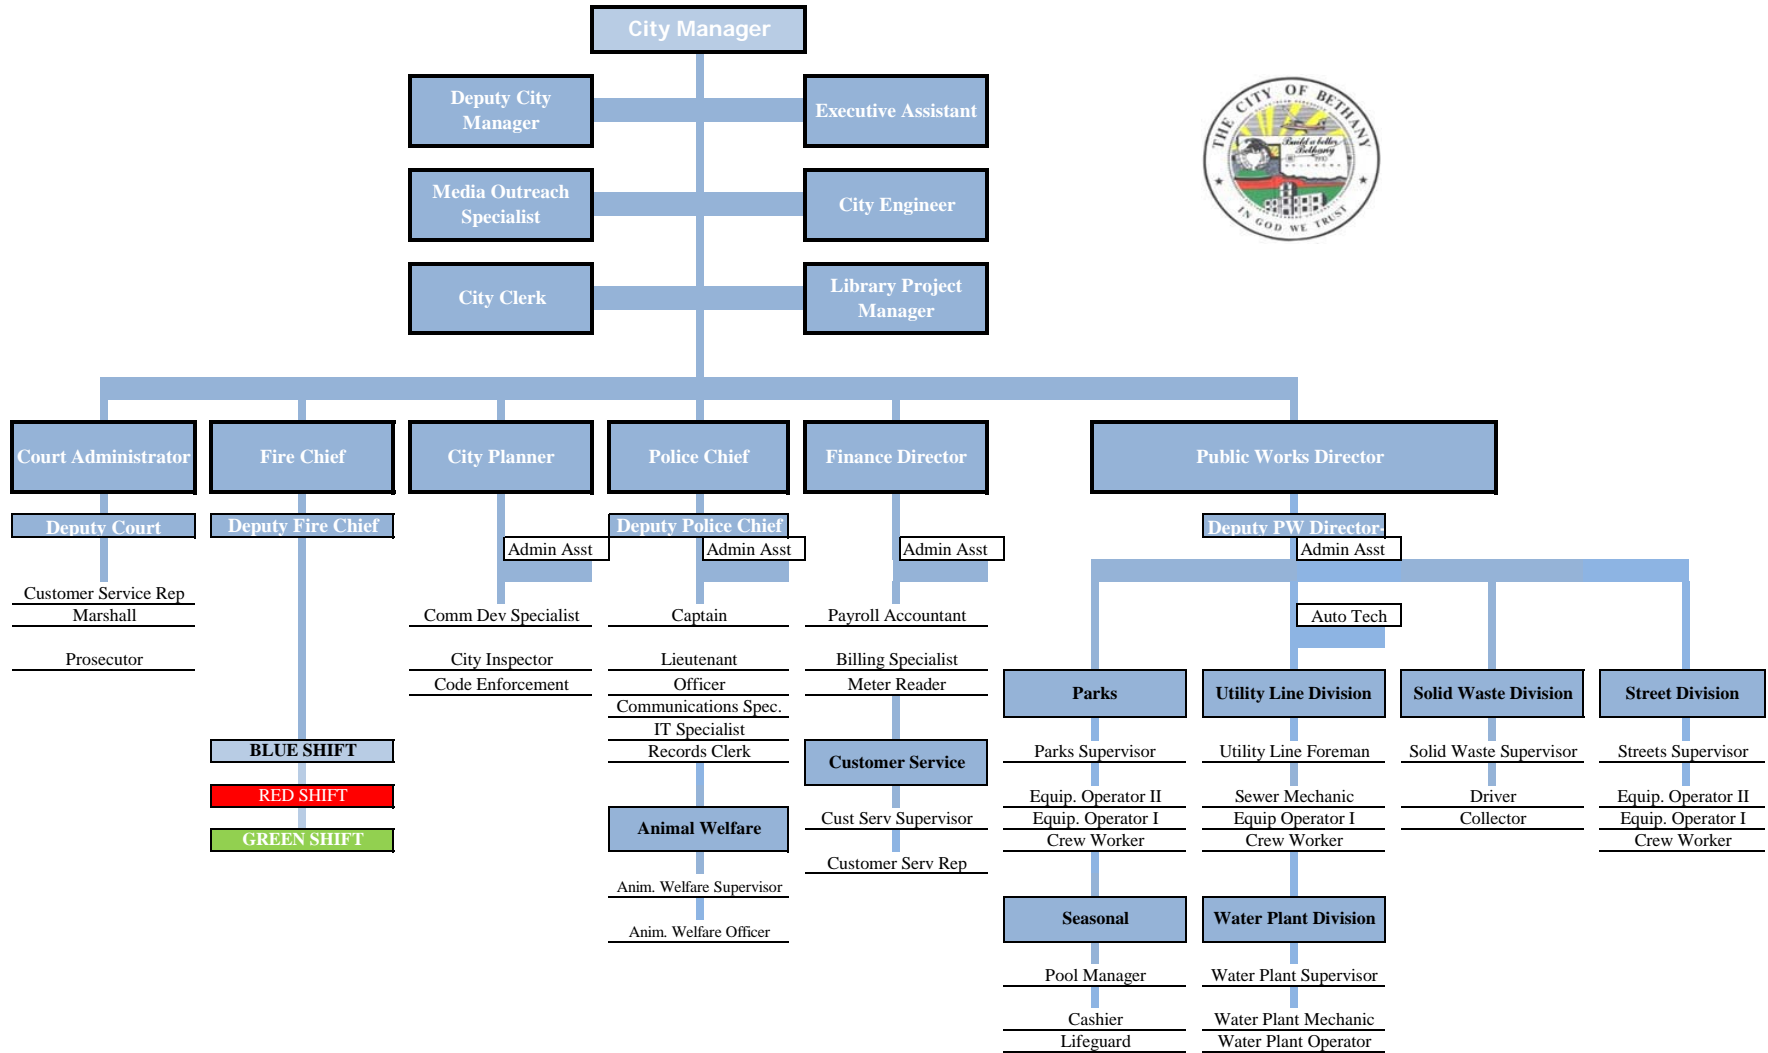 City Manager
Deputy City
Manager
Executive Assistant
THE CITY OF BETHANY
Build a better
Bethany
IN GOD WE TRUST
Media Outreach
Specialist
City Engineer
City Clerk
Library Project
Manager
Court Administrator
Fire Chief
City Planner
Police Chief
Finance Director
Public Works Director
Deputy Court
Deputy Fire Chief
Deputy Police Chief
Deputy PW Director-
Admin Asst
Admin Asst
Admin Asst
Admin Asst
Customer Service Rep
Marshall
Prosecutor
Comm Dev Specialist
City Inspector
Code Enforcement
Captain
Lieutenant
Officer
Communications Spec.
IT Specialist
Records Clerk
Payroll Accountant
Billing Specialist
Meter Reader
Auto Tech
Parks
Utility Line Division
Solid Waste Division
Street Division
BLUE SHIFT
RED SHIFT
GREEN SHIFT
Animal Welfare
Anim. Welfare Supervisor
Anim. Welfare Officer
Customer Service
Cust Serv Supervisor
Customer Serv Rep
Parks Supervisor
Equip. Operator II
Equip. Operator I
Crew Worker
Seasonal
Pool Manager
Cashier
Lifeguard
Utility Line Foreman
Sewer Mechanic
Equip Operator I
Crew Worker
Water Plant Division
Water Plant Supervisor
Water Plant Mechanic
Water Plant Operator
Solid Waste Supervisor
Driver
Collector
Streets Supervisor
Equip. Operator II
Equip. Operator I
Crew Worker